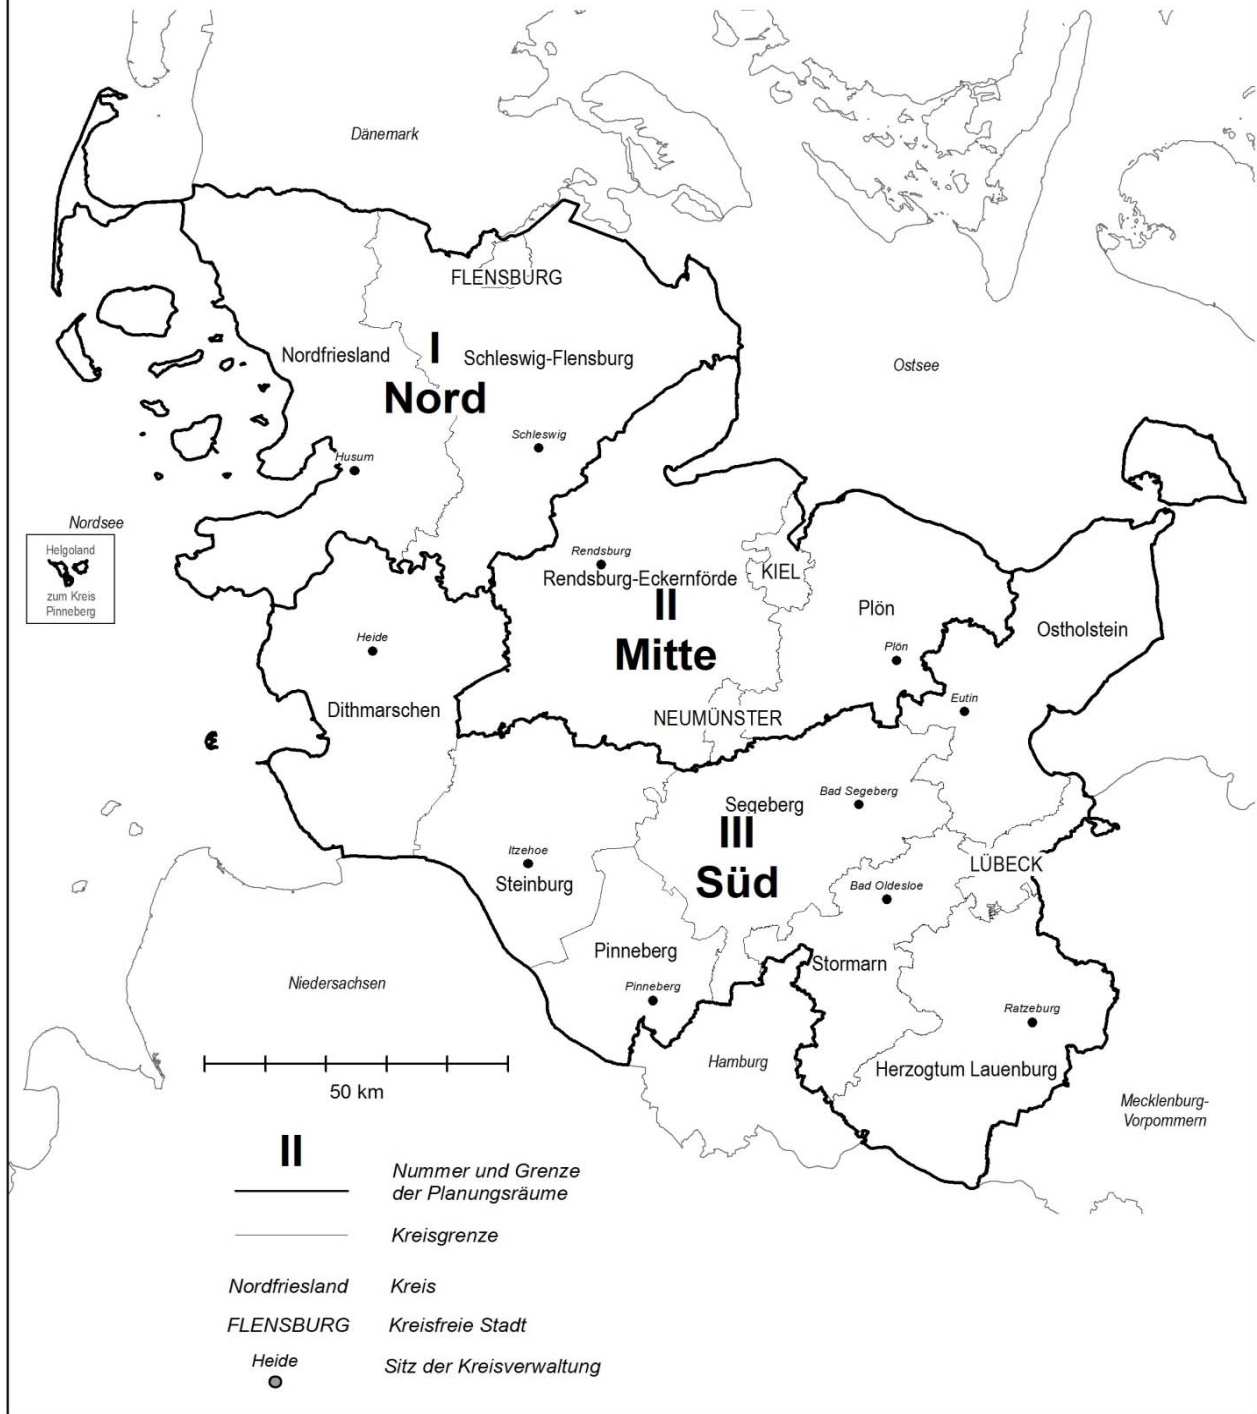 Dänemark
FLENSBURG
I
Nord
Nordfriesland
Schleswig-Flensburg
Ostsee
Schleswig
Husum
Nordsee
Helgoland
zum Kreis
Pinneberg
Rendsburg
Rendsburg-Eckernförde
KIEL
II
Mitte
Plön
Plön
Ostholstein
Heide
Dithmarschen
Eutin
NEUMÜNSTER
Segeberg
Bad Segeberg
III
Süd
Itzehoe
Steinburg
LÜBECK
Bad Oldesloe
Pinneberg
Pinneberg
Stormarn
Niedersachsen
Ratzeburg
Hamburg
Herzogtum Lauenburg
Mecklenburg-
Vorpommern
50 km
II
Nummer und Grenze
der Planungsräume
Kreisgrenze
Nordfriesland Kreis
FLENSBURG Kreisfreie Stadt
Heide Sitz der Kreisverwaltung